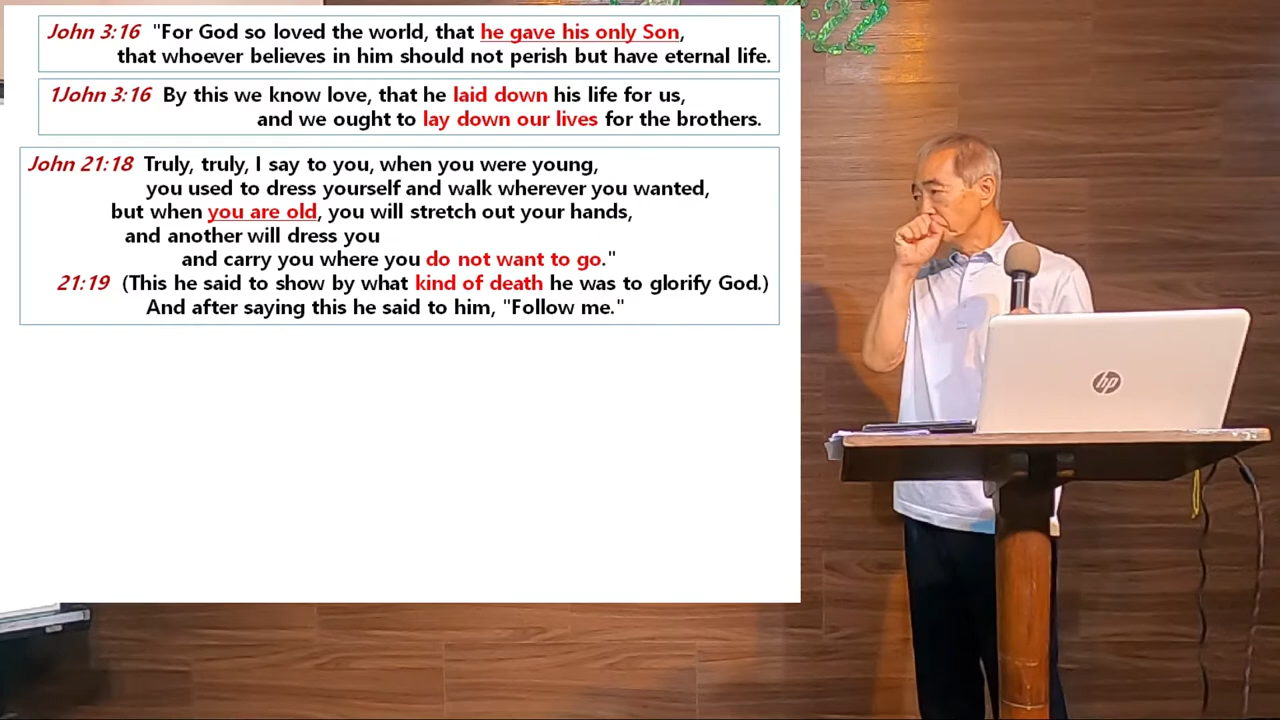 John 3:16 "For God so loved the world, that he gave his only Son,
that whoever believes in him should not perish but have eternal life.
1John 3:16 By this we know love, that he laid down his life for us,
and we ought to lay down our lives for the brothers.
John 21:18 Truly, truly, I say to you, when you were young,
you used to dress yourself and walk wherever you wanted,
but when you are old, you will stretch out your hands,
and another will dress you
and carry you where you do not want to go."
21:19 (This he said to show by what kind of death he was to glorify God.)
And after saying this he said to him, "Follow me."
:22
hp